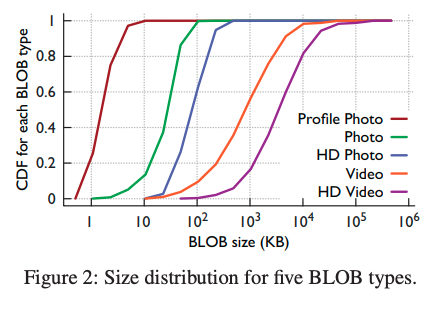 CDF for each BLOB type
1
0.8
0.6
0.4
0.2
0
Profile Photo
Photo
HD Photo
Video
HD Video
1 10 10² 10³ 10⁴ 10⁵ 10⁶
BLOB size (KB)
Figure 2: Size distribution for five BLOB types.